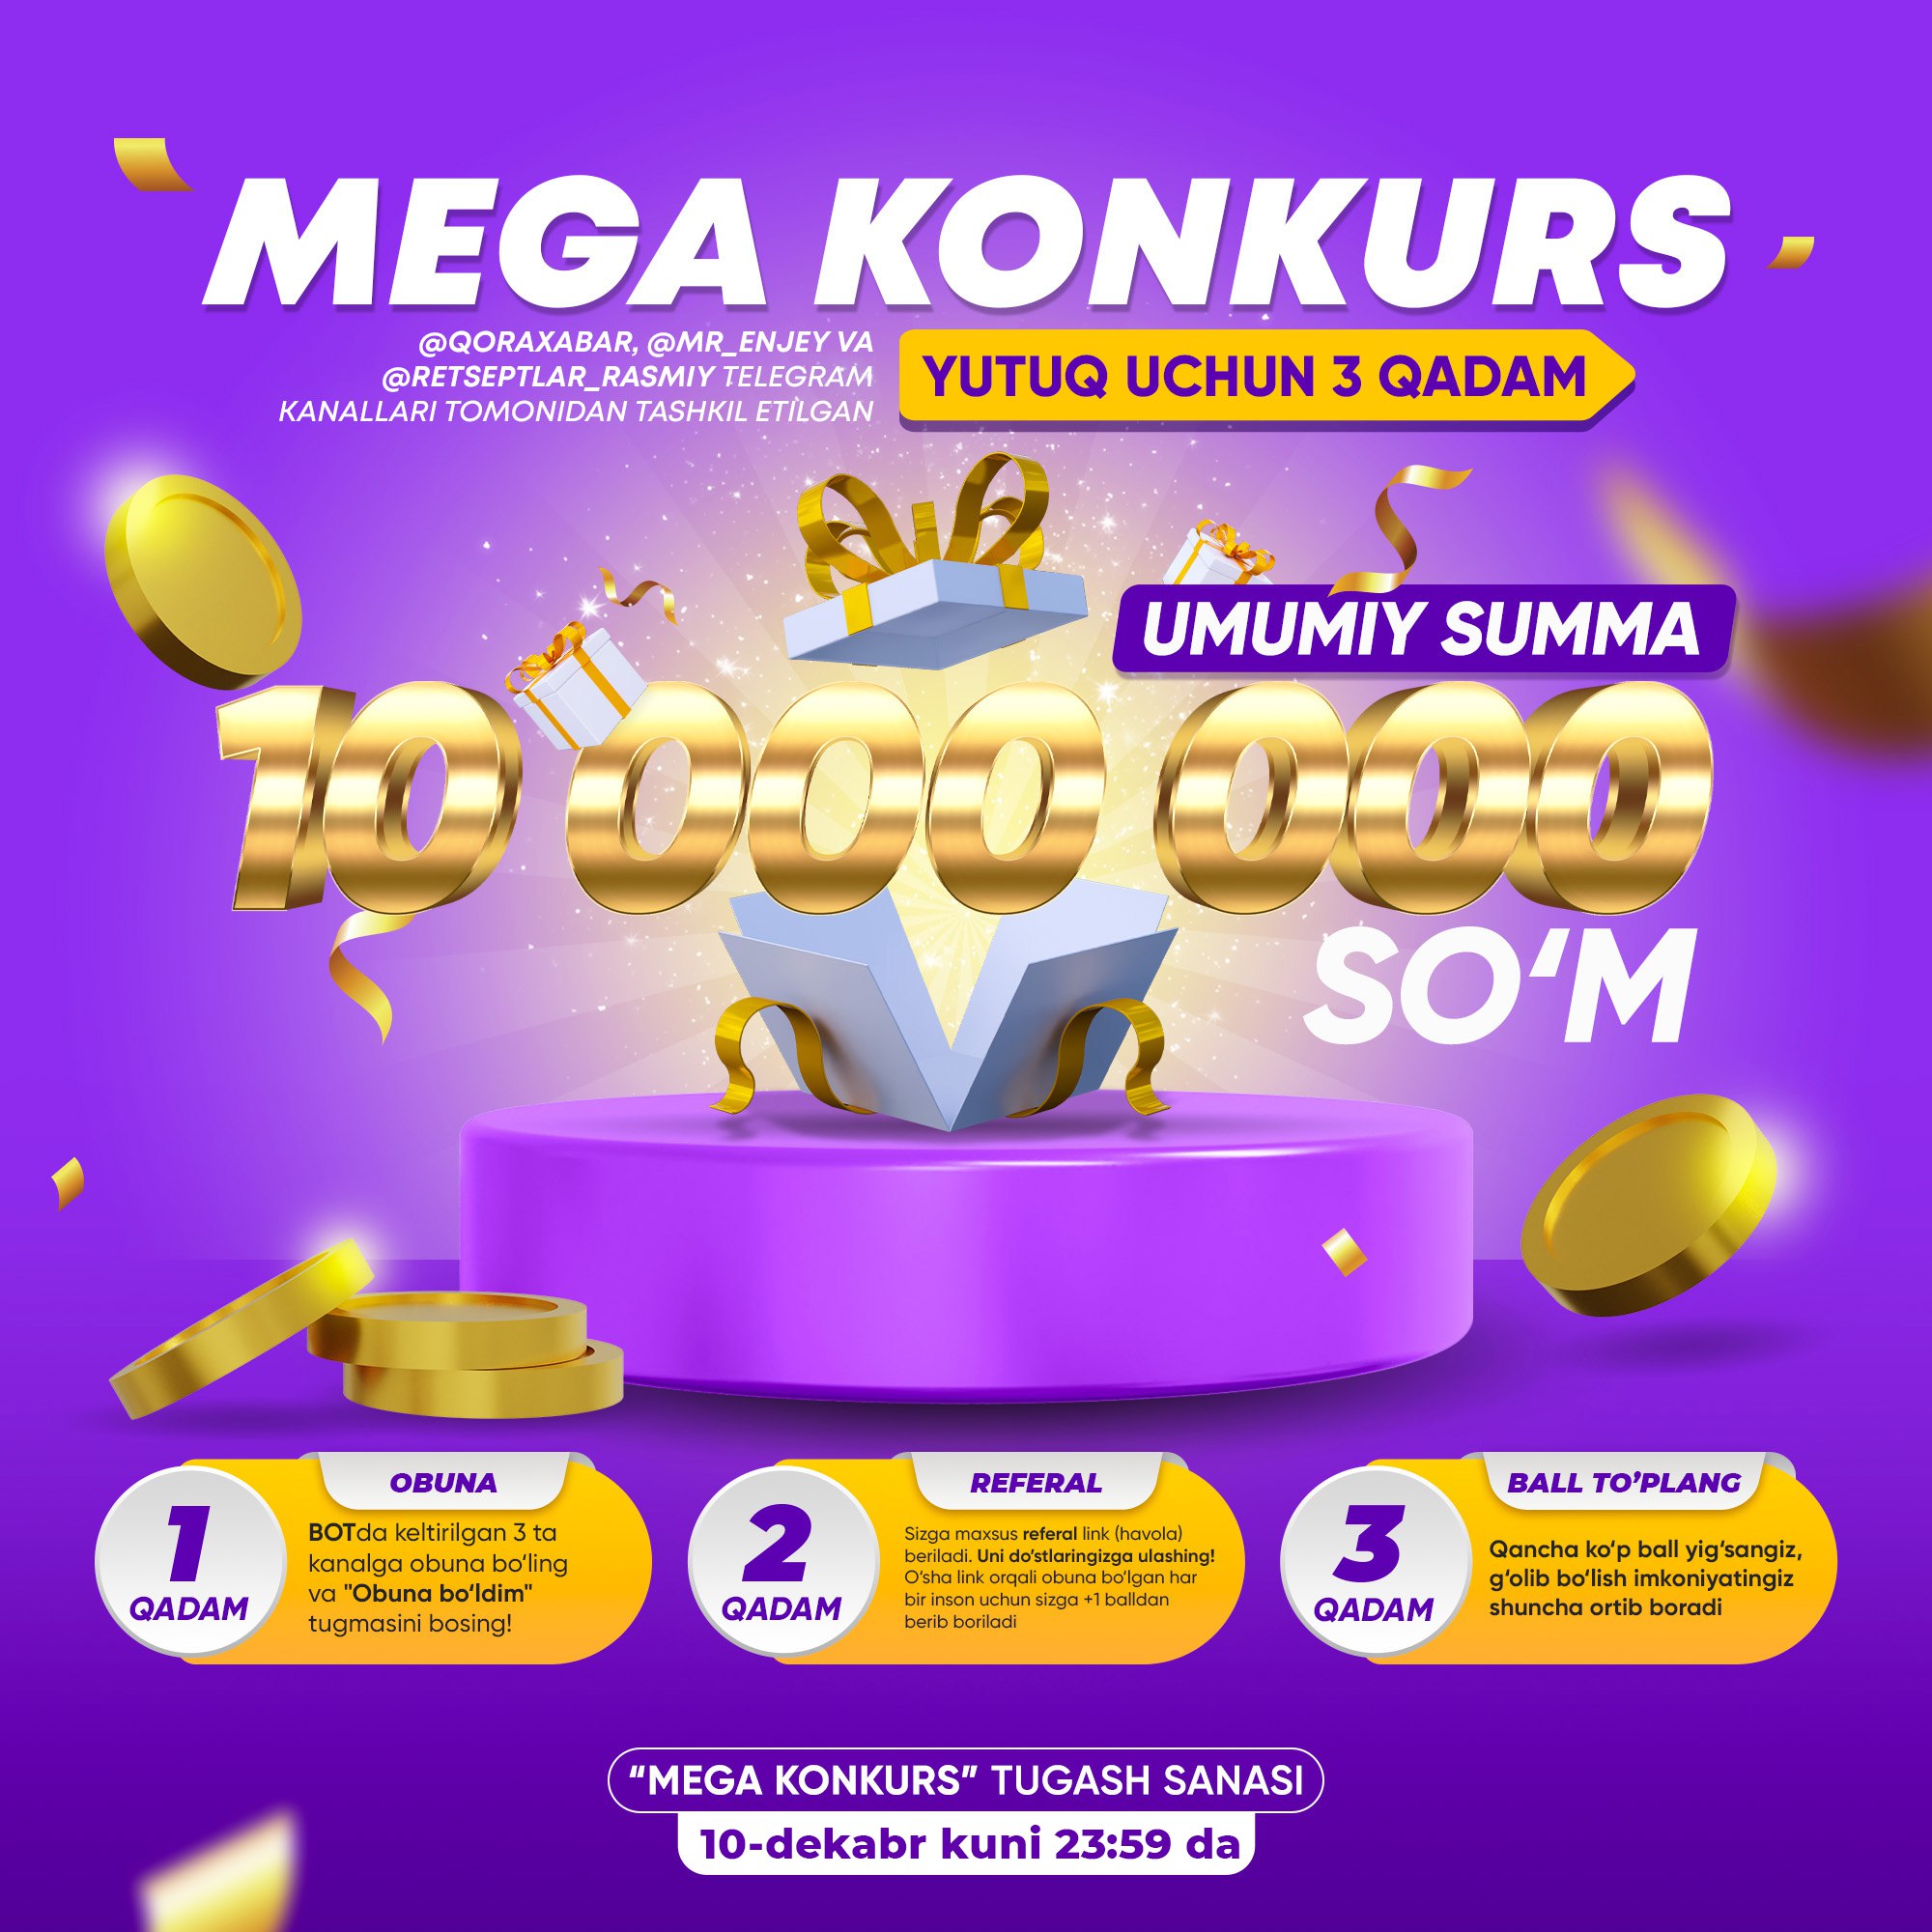 MEGA KONKURS
@QORAXABAR, @MR_ENJEY VA
@RETSEPTLAR_RASMIY TELEGRAM
KANALLARI TOMONIDAN TASHKIL ETILGAN
YUTUQ UCHUN 3 QADAM
UMUMIY SUMMA
10 000 000
SO‘M
1
QADAM
OBUNA
BOTda keltirilgan 3 ta
kanalga obuna bo‘ling
va "Obuna bo‘ldim"
tugmasini bosing!
2
QADAM
REFERAL
Sizga maxsus referal link (havola)
beriladi. Uni do‘stlaringizga ulashing!
O‘sha link orqali obuna bo‘lgan har
bir inson uchun sizga +1 balldan
berib boriladi
3
QADAM
BALL TO’PLANG
Qancha ko‘p ball yig‘sangiz,
g‘olib bo‘lish imkoniyatingiz
shuncha ortib boradi
“MEGA KONKURS” TUGASH SANASI
10-dekabr kuni 23:59 da